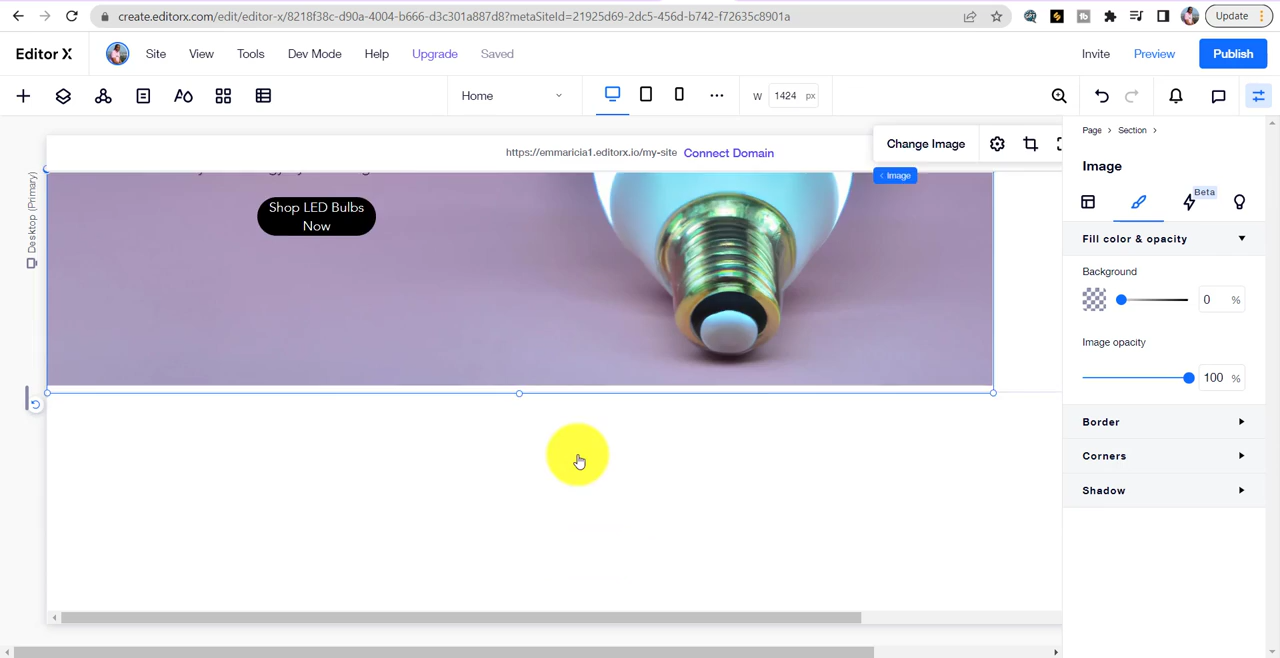 create.editorx.com/edit/editor-x/8218f38c-d90a-4004-b666-d3c301a887d8?metaSiteId=21925d69-2dc5-456d-b742-f72635c8901a
Update
Editor X
Site
View
Tools
Dev Mode
Help
Upgrade
Saved
Invite
Preview
Publish
Home
W
1424
px
https://emmaricia1.editorx.io/my-site
Connect Domain
Change Image
Image
Desktop (Primary)
Shop LED Bulbs
Now
Page
Section
Image
Beta
Fill color & opacity
Background
0
%
Image opacity
100
%
Border
Corners
Shadow